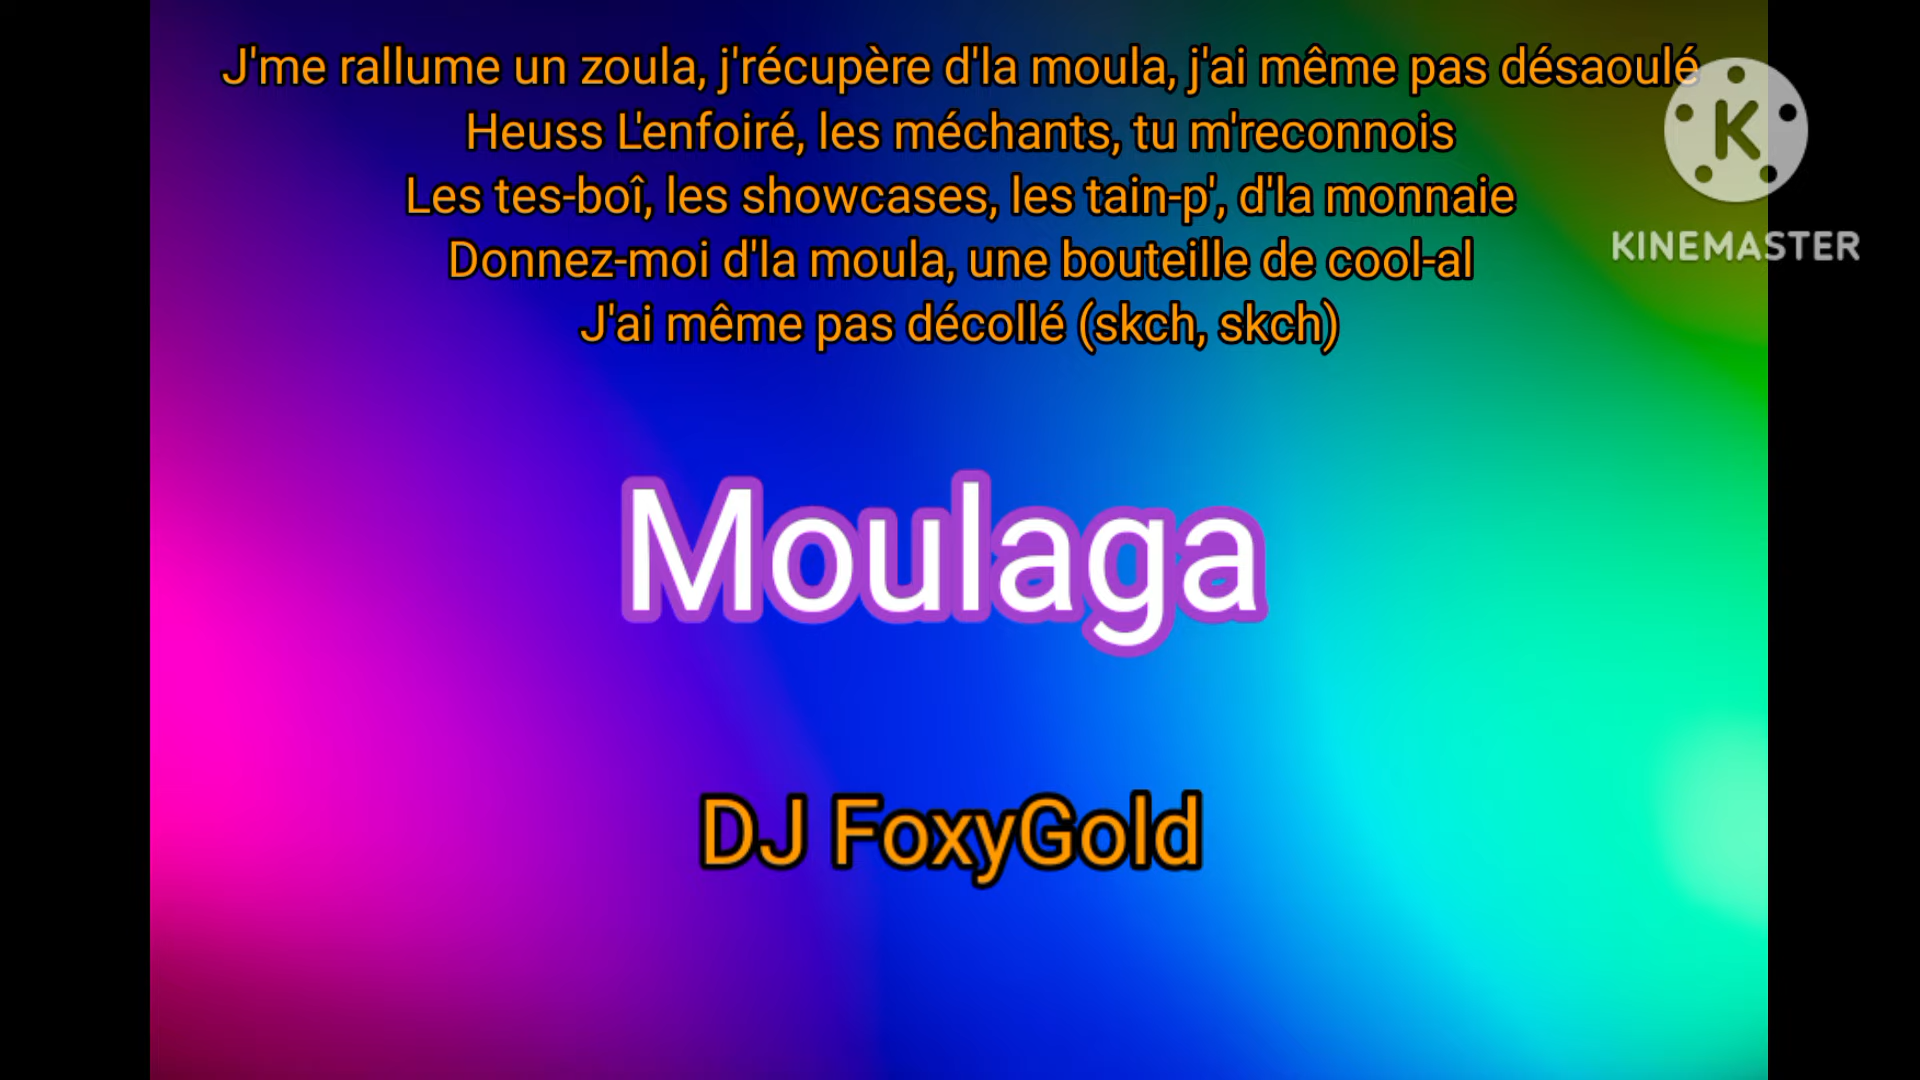 J'me rallume un zoula, j'récupère d'la moula, j'ai même pas désaoulé
Heuss L'enfoiré, les méchants, tu m'reconnois
Les tes-boî, les showcases, les tain-p', d'la monnaie
Donnez-moi d'la moula, une bouteille de cool-al
J'ai même pas décollé (skch, skch)
K
KINEMASTER
Moulaga
DJ FoxyGold